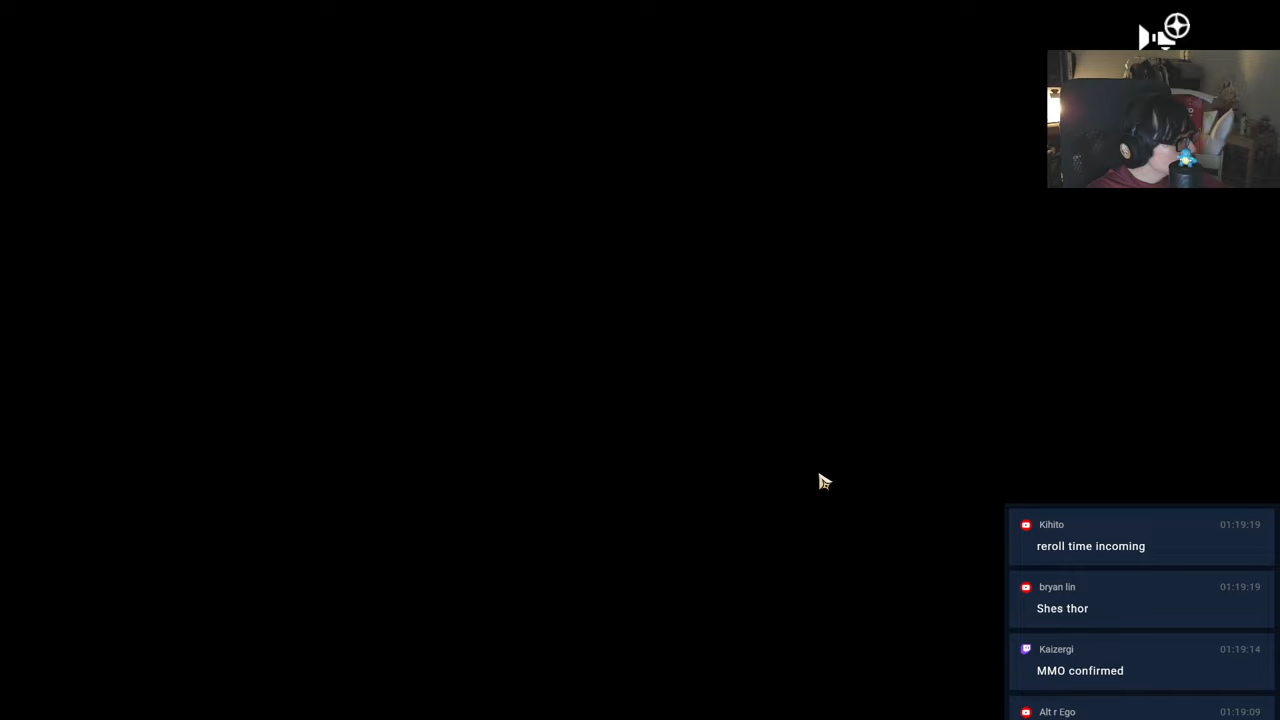 Kihito 01:19:19
reroll time incoming
bryan lin 01:19:19
Shes thor
Kaizergi 01:19:14
MMO confirmed
Alt r Ego 01:19:09